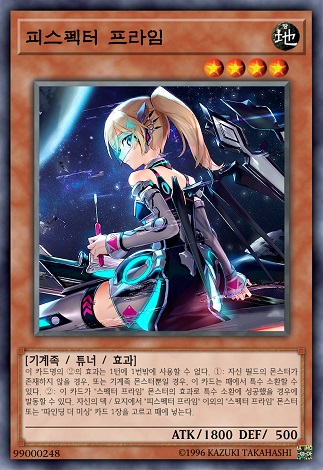 피스펙터 프라임
地
[기계족 / 튜너 / 효과]
이 카드명의 ②의 효과는 1턴에 1번밖에 사용할 수 없다. ①: 자신 필드의 몬스터가
존재하지 않을 경우, 또는 기계족 몬스터뿐일 경우, 이 카드는 패에서 특수 소환할 수
있다. ②: 이 카드가 "스펙터 프라임" 몬스터의 효과로 특수 소환에 성공했을 경우에
발동할 수 있다. 자신의 덱 / 묘지에서 "피스펙터 프라임" 이외의 "스펙터 프라임" 몬스터
또는 "파인딩 더 미싱" 카드 1장을 고르고 패에 넣는다.
ATK/1800 DEF/ 500
99000248
©1996 KAZUKI TAKAHASHI